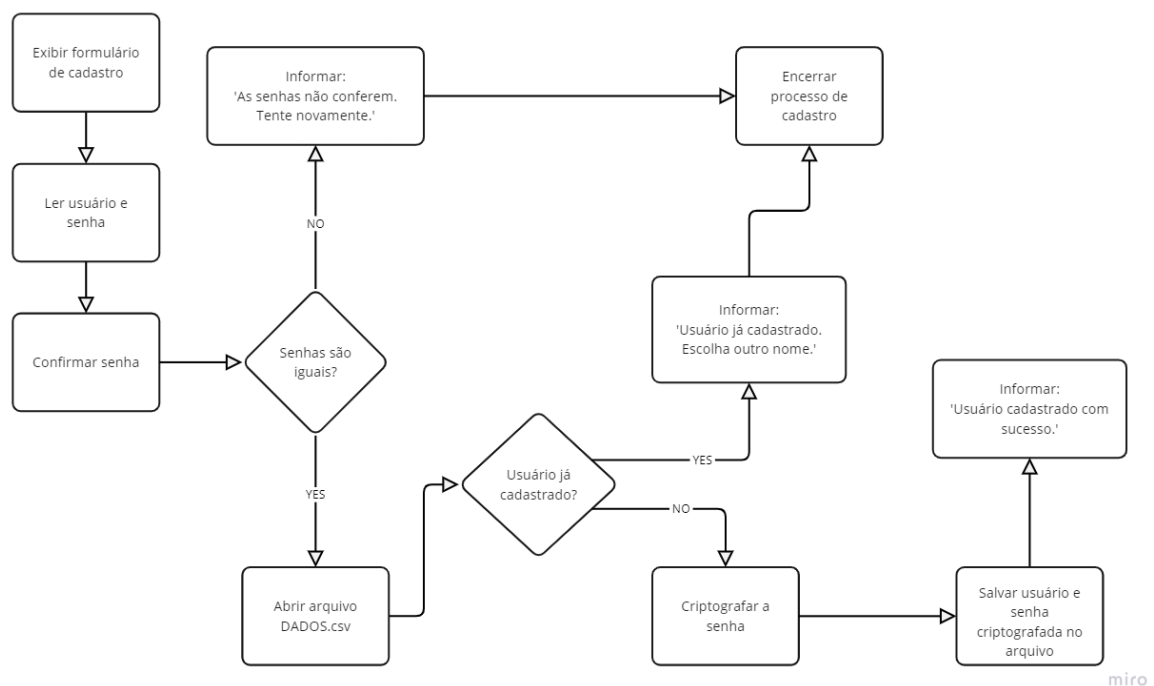 Exibir formulário
de cadastro
Ler usuário e
senha
Confirmar senha
Senhas são
iguais?
NO
Informar:
'As senhas não conferem.
Tente novamente.'
Encerrar
processo de
cadastro
YES
Abrir arquivo
DADOS.csv
Usuário já
cadastrado?
YES
Informar:
'Usuário já cadastrado.
Escolha outro nome.'
NO
Criptografar a
senha
Salvar usuário e
senha
criptografada no
arquivo
Informar:
'Usuário cadastrado com
sucesso.'
miro